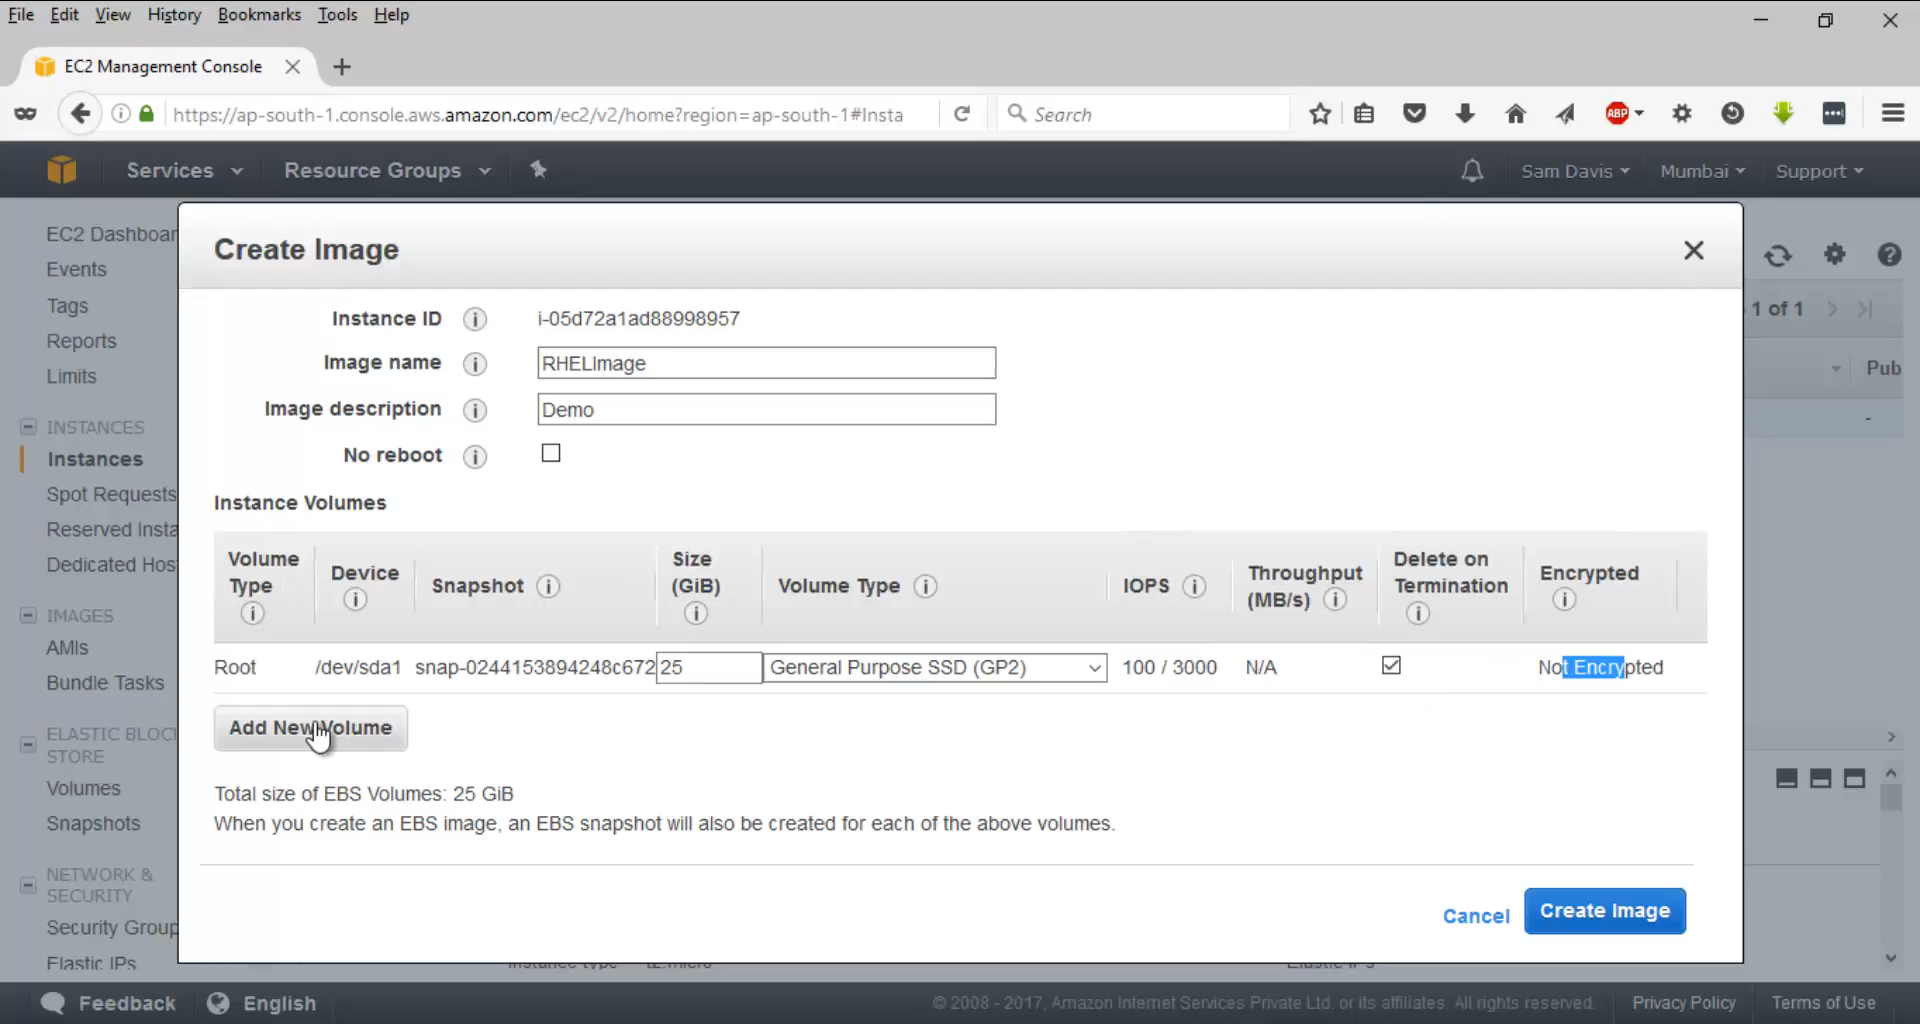 File Edit View History Bookmarks Tools Help
EC2 Management Console
https://ap-south-1.console.aws.amazon.com/ec2/v2/home?region=ap-south-1#Insta
Search
ABP
Services Resource Groups
Sam Davis Mumbai Support
EC2 Dashboar
Events
Tags
Reports
Limits
INSTANCES
Instances
Spot Requests
Reserved Insta
Dedicated Hos
IMAGES
AMIs
Bundle Tasks
ELASTIC BLOC
STORE
Volumes
Snapshots
NETWORK &
SECURITY
Security Group
Elastic IPs
1 of 1
Pub
-
Create Image
Instance ID i-05d72a1ad88998957
Image name RHELImage
Image description Demo
No reboot
Instance Volumes
Volume Type
Device
Snapshot
Size (GiB)
Volume Type
IOPS
Throughput (MB/s)
Delete on Termination
Encrypted
Root /dev/sda1 snap-0244153894248c672 25 General Purpose SSD (GP2) 100 / 3000 N/A Not Encrypted
Add New Volume
Total size of EBS Volumes: 25 GiB
When you create an EBS image, an EBS snapshot will also be created for each of the above volumes.
Cancel Create Image
Feedback English
© 2008 - 2017, Amazon Internet Services Private Ltd. or its affiliates. All rights reserved. Privacy Policy Terms of Use